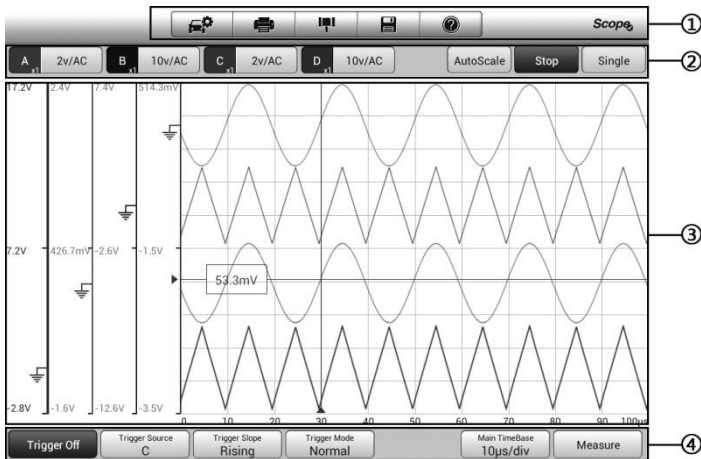 Scope
①
A x1 2v/AC B x1 10v/AC C x1 2v/AC D x1 10v/AC AutoScale Stop Single
②
17.2V 2.4V 7.4V 514.3mV
③
7.2V 426.7mV -2.6V -1.5V
53.3mV
-2.8V -1.6V -12.6V -3.5V
0 10 20 30 40 50 60 70 80 90 100μs
Trigger Off
Trigger Source
C
Trigger Slope
Rising
Trigger Mode
Normal
Main TimeBase
10μs/div
Measure
④